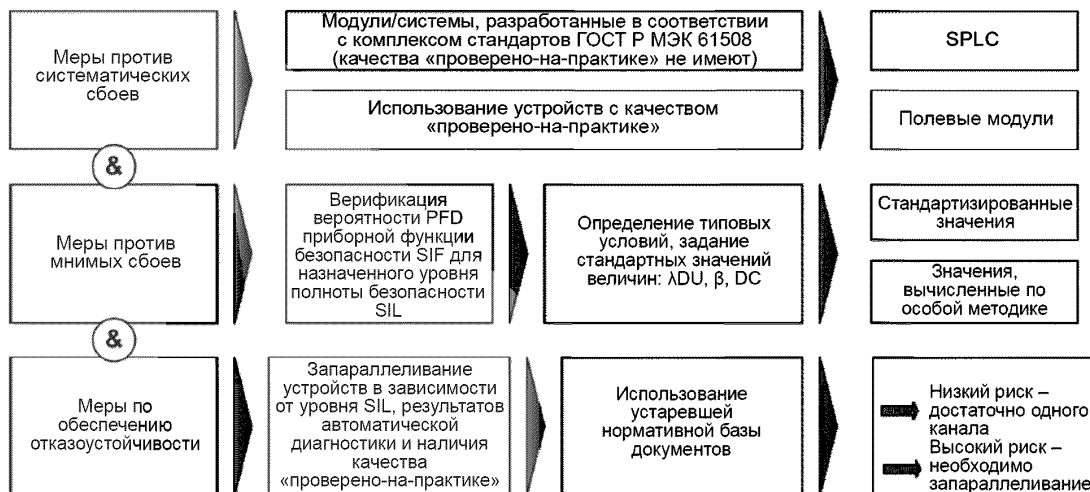 Меры против
систематических
сбоев
Модули/системы, разработанные в соответствии
с комплексом стандартов ГОСТ Р МЭК 61508
(качества «проверено-на-практике» не имеют)
SPLC
Использование устройств с качеством
«проверено-на-практике»
Полевые модули
&
Меры против
мнимых сбоев
Верификация
вероятности PFD
приборной функции
безопасности SIF для
назначенного уровня
полноты безопасности
SIL
Определение типовых
условий, задание
стандартных значений
величин: λDU, β, DC
Стандартизированные
значения
Значения,
вычисленные по
особой методике
&
Меры по
обеспечению
отказоустойчивости
Запараллеливание
устройств в зависимости
от уровня SIL, результатов
автоматической
диагностики и наличия
качества
«проверено-на-практике»
Использование
устаревшей
нормативной базы
документов
Низкий риск –
достаточно одного
канала
Высокий риск –
необходимо
запараллеливание